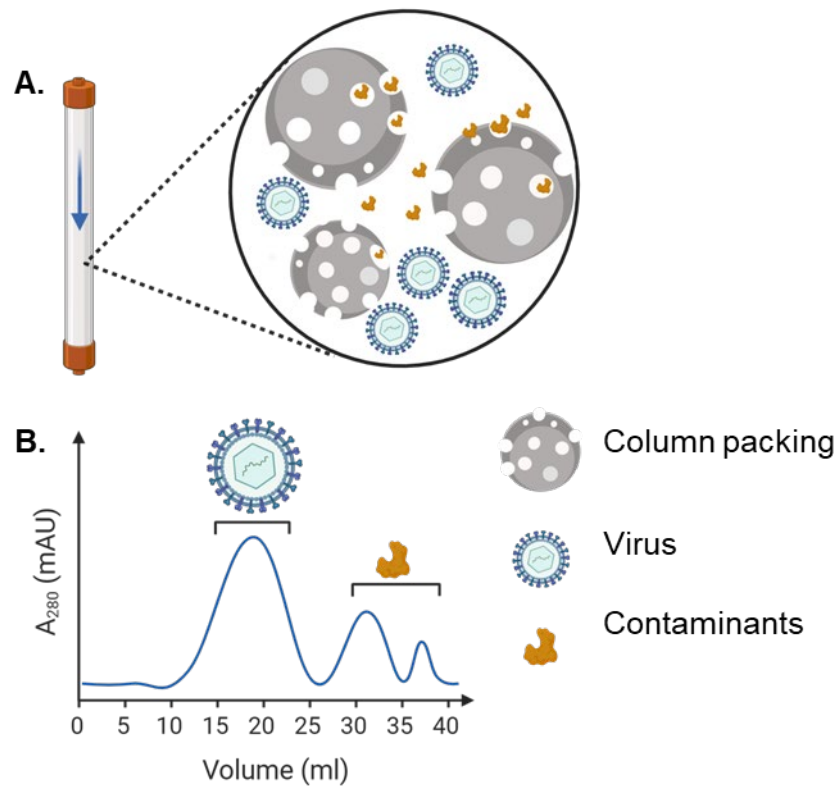 A.
B.
A₂₈₀ (mAU)
0 5 10 15 20 25 30 35 40
Volume (ml)
Column packing
Virus
Contaminants